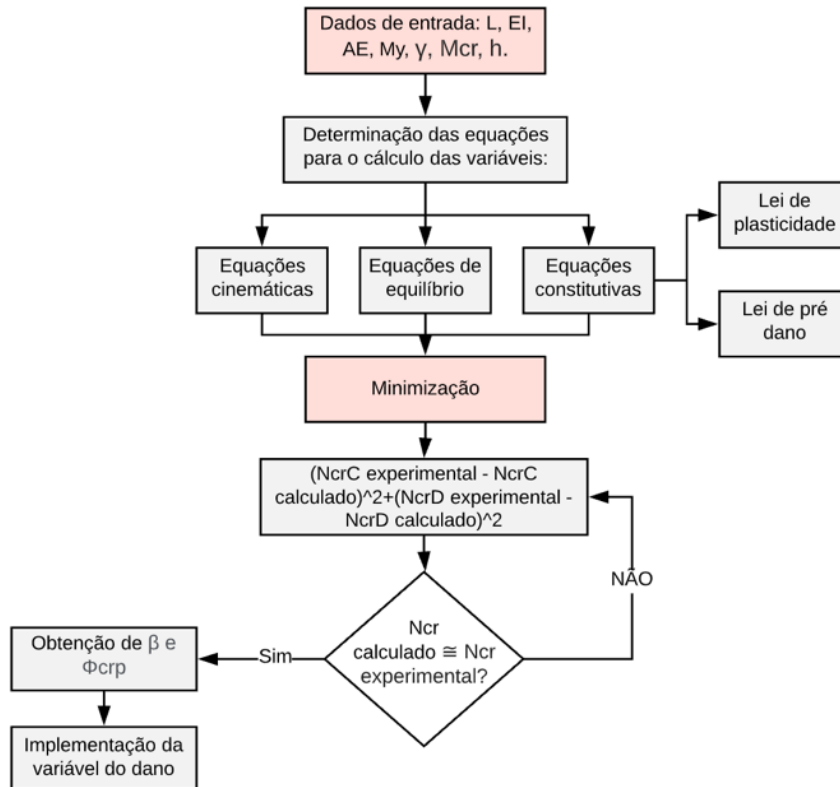 Dados de entrada: L, EI,
AE, My, γ, Mcr, h.
Determinação das equações
para o cálculo das variáveis:
Lei de
plasticidade
Equações
cinemáticas
Equações de
equilíbrio
Equações
constitutivas
Lei de pré
dano
Minimização
(NcrC experimental - NcrC
calculado)^2+(NcrD experimental -
NcrD calculado)^2
NÃO
Ncr
calculado ≅ Ncr
experimental?
Sim
Obtenção de β e
Φcrp
Implementação da
variável do dano